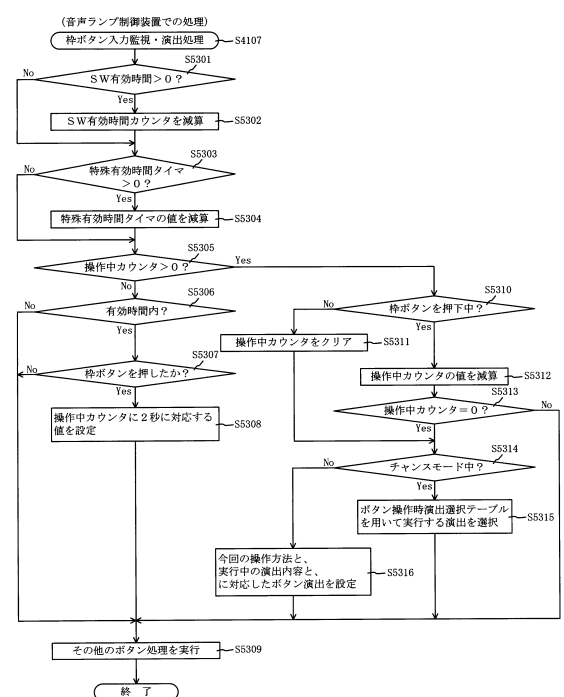 （音声ランプ制御装置での処理）
枠ボタン入力監視・演出処理
S4107
S5301
No
ＳＷ有効時間＞０？
Yes
ＳＷ有効時間カウンタを減算
S5302
S5303
No
特殊有効時間タイマ
＞０？
Yes
特殊有効時間タイマの値を減算
S5304
S5305
操作中カウンタ＞０？
Yes
No
S5306
No
有効時間内？
Yes
S5307
No
枠ボタンを押したか？
Yes
操作中カウンタに２秒に対応する
値を設定
S5308
S5310
No
枠ボタンを押下中？
Yes
操作中カウンタをクリア
S5311
操作中カウンタの値を減算
S5312
S5313
操作中カウンタ＝０？
No
Yes
S5314
No
チャンスモード中？
Yes
ボタン操作時演出選択テーブル
を用いて実行する演出を選択
S5315
今回の操作方法と、
実行中の演出内容と、
に対応したボタン演出を設定
S5316
その他のボタン処理を実行
S5309
終　了